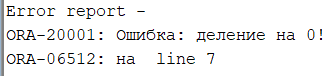 Error report -
ORA-20001: Ошибка: деление на 0!
ORA-06512: на  line 7